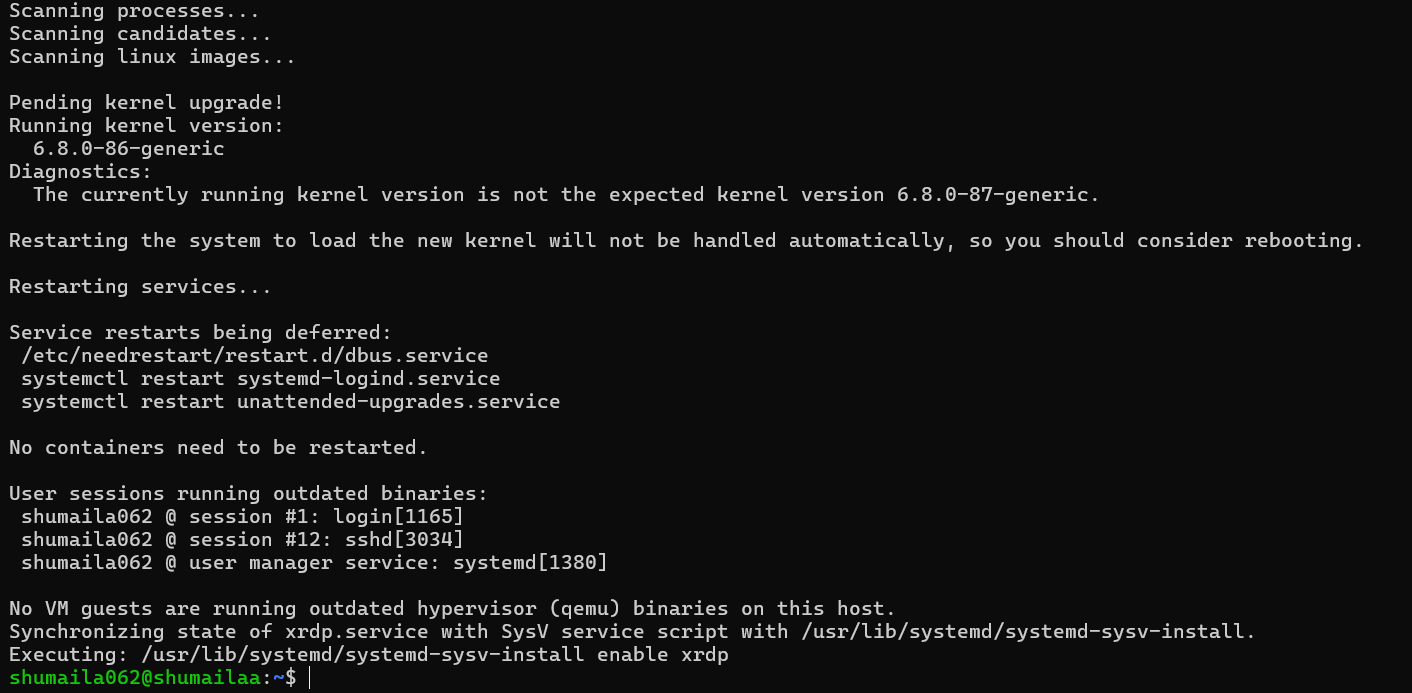 Scanning processes...
Scanning candidates...
Scanning linux images...
Pending kernel upgrade!
Running kernel version:
  6.8.0-86-generic
Diagnostics:
  The currently running kernel version is not the expected kernel version 6.8.0-87-generic.
Restarting the system to load the new kernel will not be handled automatically, so you should consider rebooting.
Restarting services...
Service restarts being deferred:
 /etc/needrestart/restart.d/dbus.service
 systemctl restart systemd-logind.service
 systemctl restart unattended-upgrades.service
No containers need to be restarted.
User sessions running outdated binaries:
 shumaila062 @ session #1: login[1165]
 shumaila062 @ session #12: sshd[3034]
 shumaila062 @ user manager service: systemd[1380]
No VM guests are running outdated hypervisor (qemu) binaries on this host.
Synchronizing state of xrdp.service with SysV service script with /usr/lib/systemd/systemd-sysv-install.
Executing: /usr/lib/systemd/systemd-sysv-install enable xrdp
shumaila062@shumailaa:~$